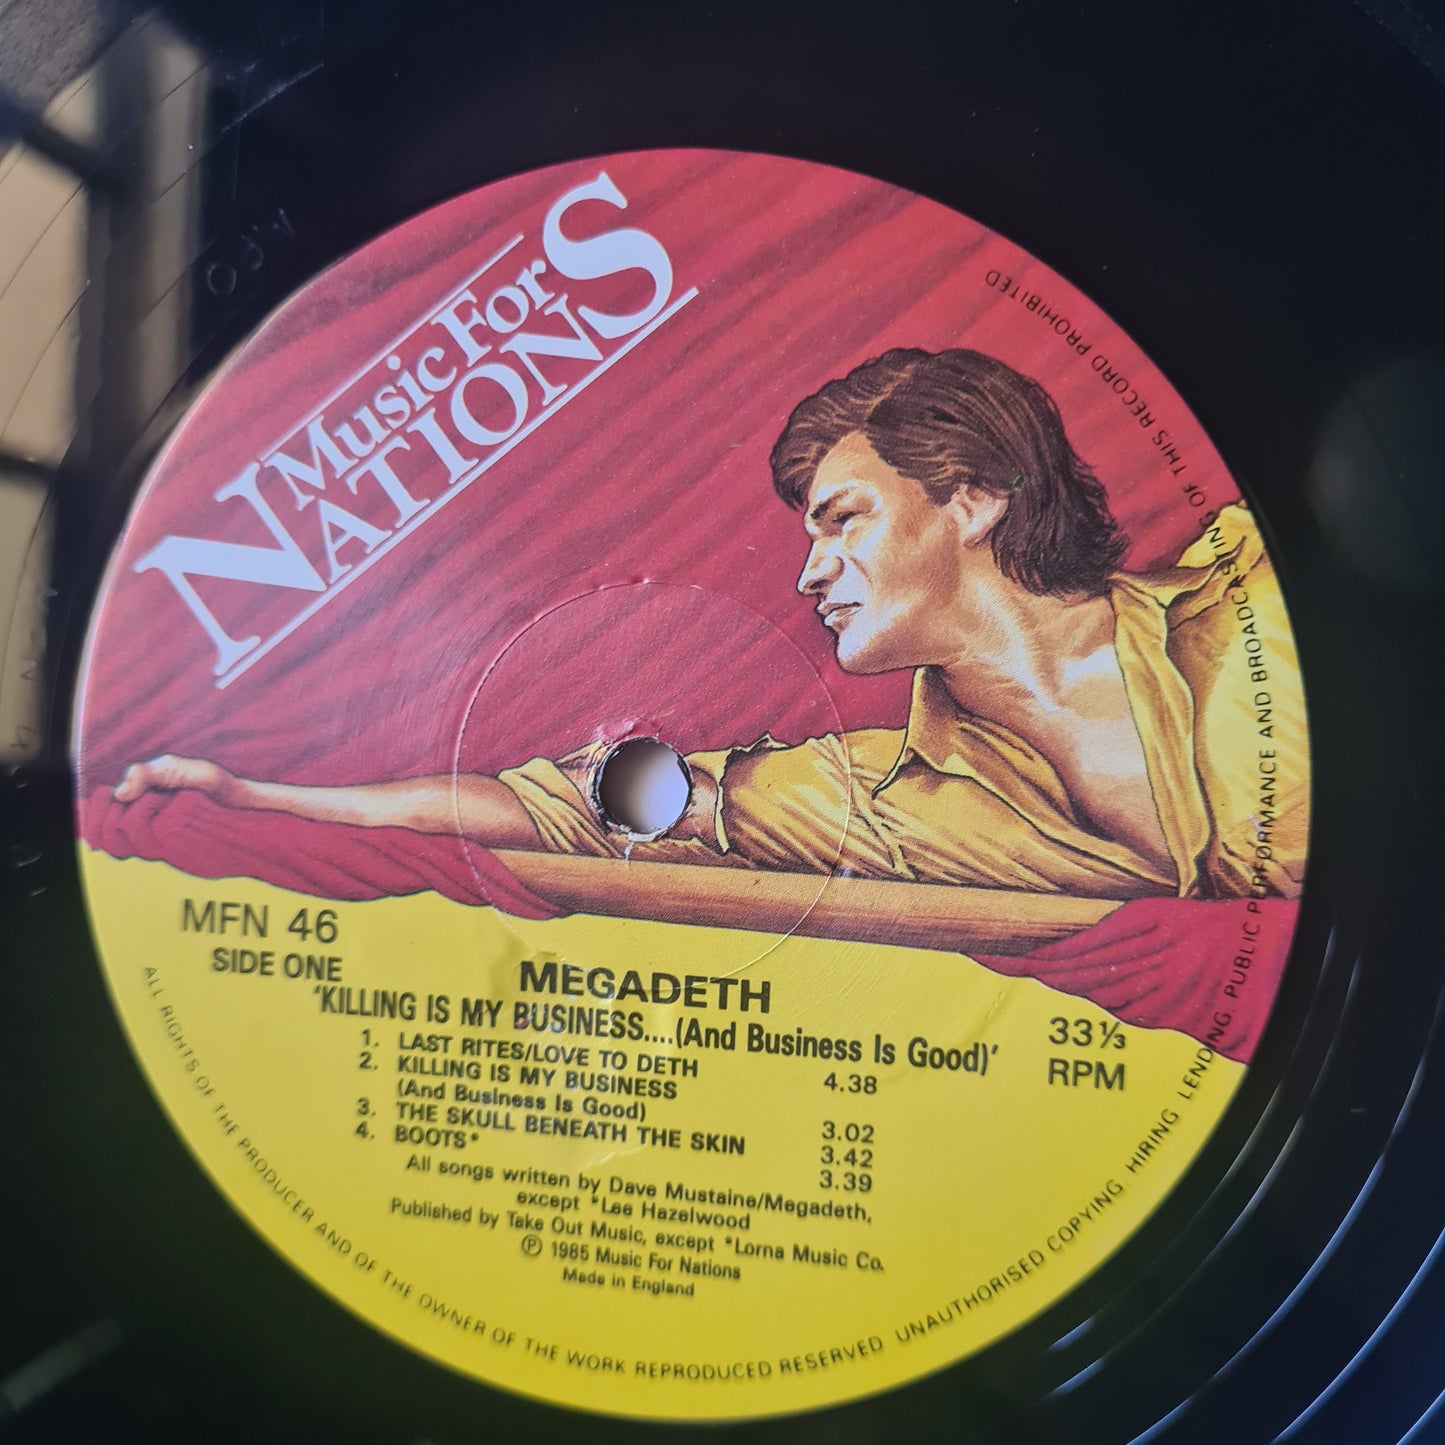 Music For
NATIONS
MFN 46
SIDE ONE
MEGADETH
'KILLING IS MY BUSINESS....(And Business Is Good)'
33⅓
RPM
1. LAST RITES/LOVE TO DETH 4.38
2. KILLING IS MY BUSINESS
(And Business Is Good) 3.02
3. THE SKULL BENEATH THE SKIN 3.42
4. BOOTS* 3.39
All songs written by Dave Mustaine/Megadeth,
except *Lee Hazelwood
Published by Take Out Music, except *Lorna Music Co.
℗ 1985 Music For Nations
Made in England
ALL RIGHTS OF THE PRODUCER AND OF THE OWNER OF THE WORK REPRODUCED RESERVED UNAUTHORISED COPYING. HIRING. LENDING. PUBLIC PERFORMANCE AND BROADCASTING OF THIS RECORD PROHIBITED